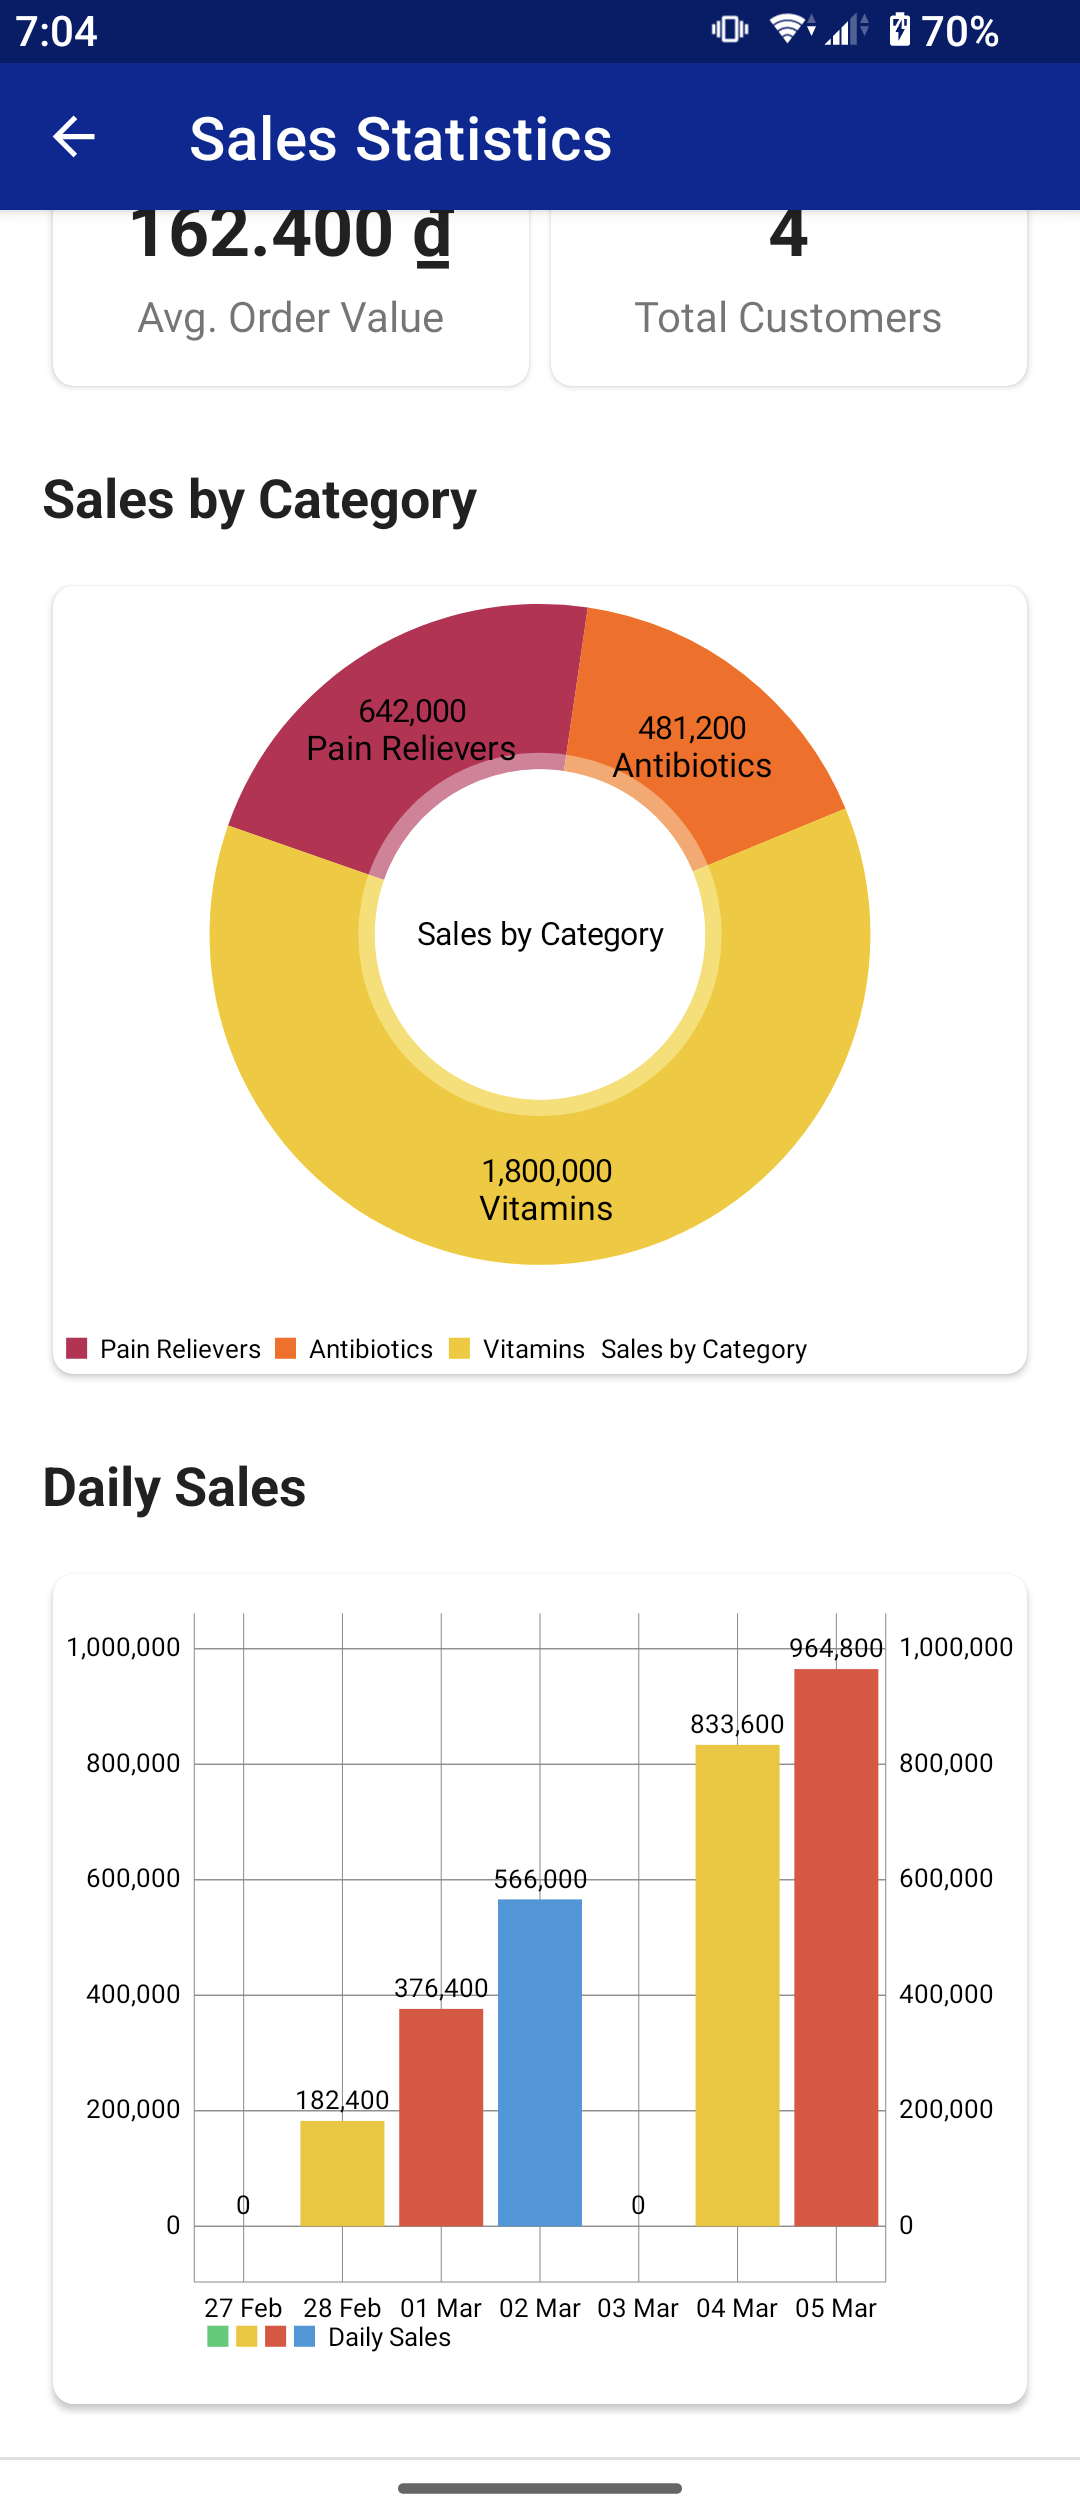 7:04
70%
Sales Statistics
162.400 ₫
4
Avg. Order Value
Total Customers
Sales by Category
642,000
Pain Relievers
481,200
Antibiotics
Sales by Category
1,800,000
Vitamins
Pain Relievers Antibiotics Vitamins Sales by Category
Daily Sales
1,000,000 964,800 1,000,000
833,600
800,000 800,000
600,000 566,000 600,000
400,000 376,400 400,000
200,000 182,400 200,000
0 0
0 0
27 Feb 28 Feb 01 Mar 02 Mar 03 Mar 04 Mar 05 Mar
Daily Sales